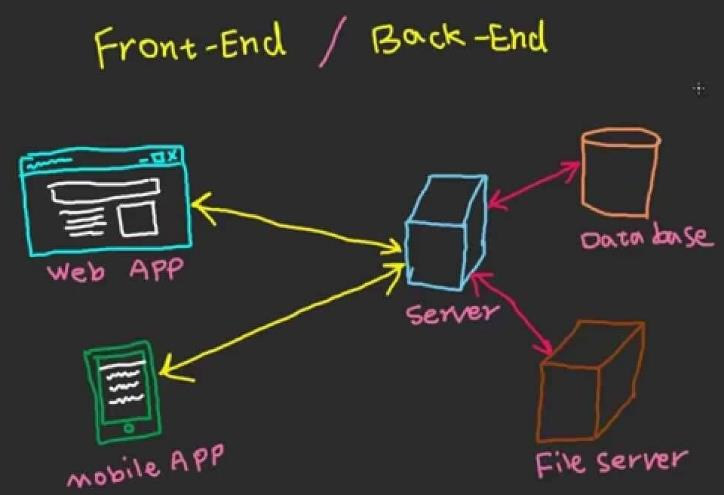 Front-End / Back-End
Web APP
Server
Database
mobile APP
File Server